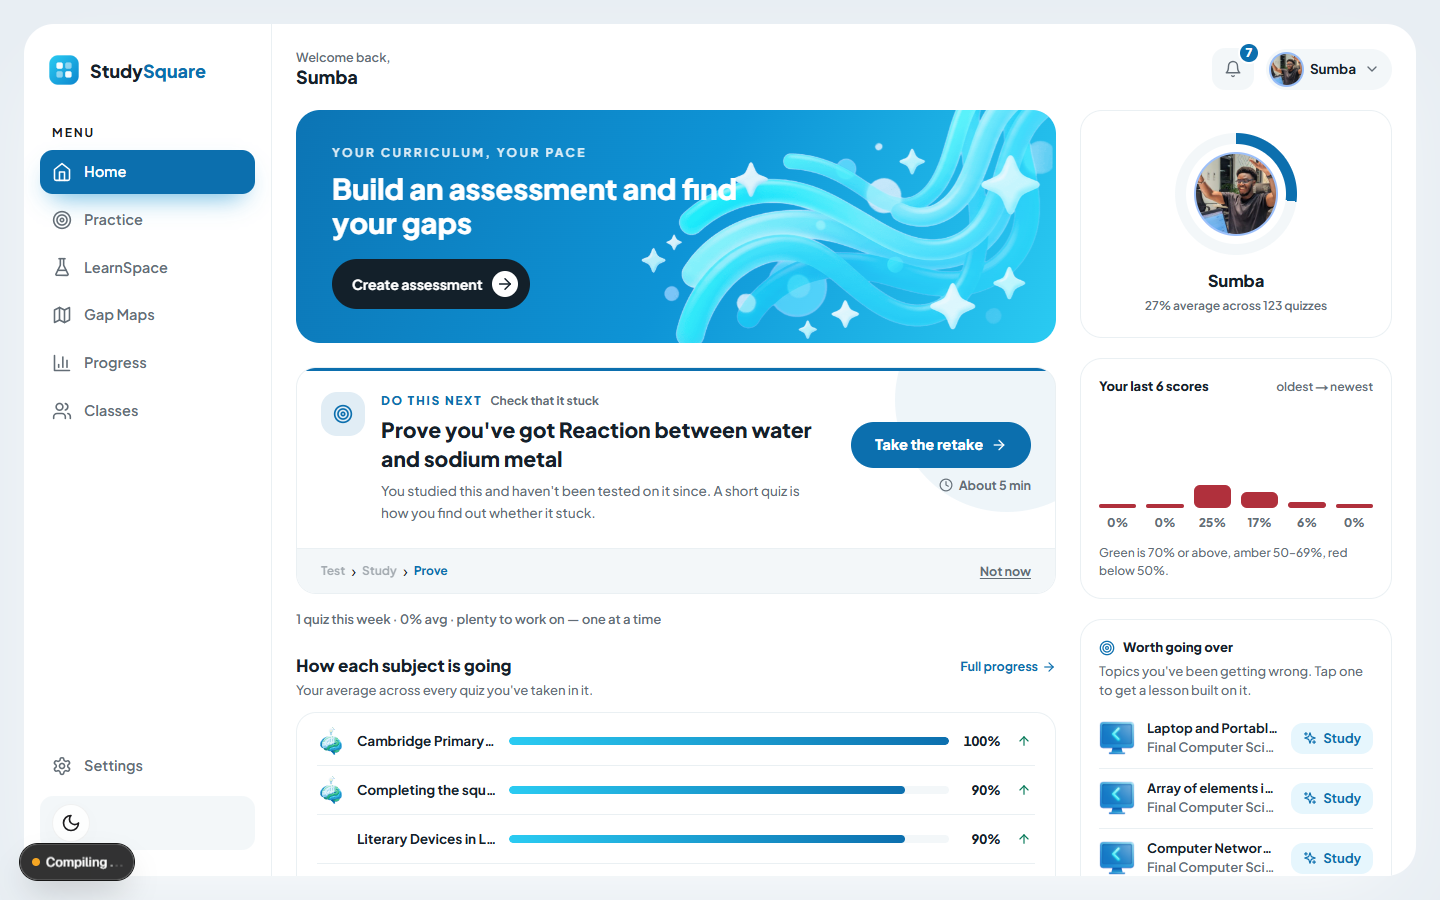 StudySquare
MENU
Home
Practice
LearnSpace
Gap Maps
Progress
Classes
Settings
Compiling...
Welcome back,
Sumba
7
Sumba
YOUR CURRICULUM, YOUR PACE
Build an assessment and find
your gaps
Create assessment
DO THIS NEXT Check that it stuck
Prove you've got Reaction between water
and sodium metal
You studied this and haven't been tested on it since. A short quiz is
how you find out whether it stuck.
Take the retake
About 5 min
Test › Study › Prove
Not now
1 quiz this week · 0% avg · plenty to work on — one at a time
How each subject is going
Full progress →
Your average across every quiz you've taken in it.
Cambridge Primary... 100% ↑
Completing the squ... 90% ↑
Literary Devices in L... 90% ↑
Sumba
27% average across 123 quizzes
Your last 6 scores
oldest → newest
0% 0% 25% 17% 6% 0%
Green is 70% or above, amber 50–69%, red
below 50%.
Worth going over
Topics you've been getting wrong. Tap one
to get a lesson built on it.
Laptop and Portabl...
Final Computer Sci...
Study
Array of elements i...
Final Computer Sci...
Study
Computer Networ...
Final Computer Sci...
Study